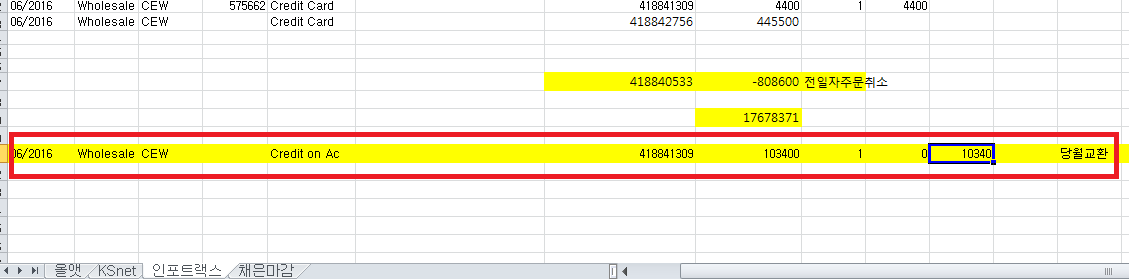 06/2016 Wholesale CEW 575662 Credit Card 418841309 4400 1 4400
06/2016 Wholesale CEW Credit Card 418842756 445500
418840533 -808600 전일자주문취소
17678371
06/2016 Wholesale CEW Credit on Ac 418841309 103400 1 0 10340 당월교환
올앳 KSnet 인포트랙스 채은마감